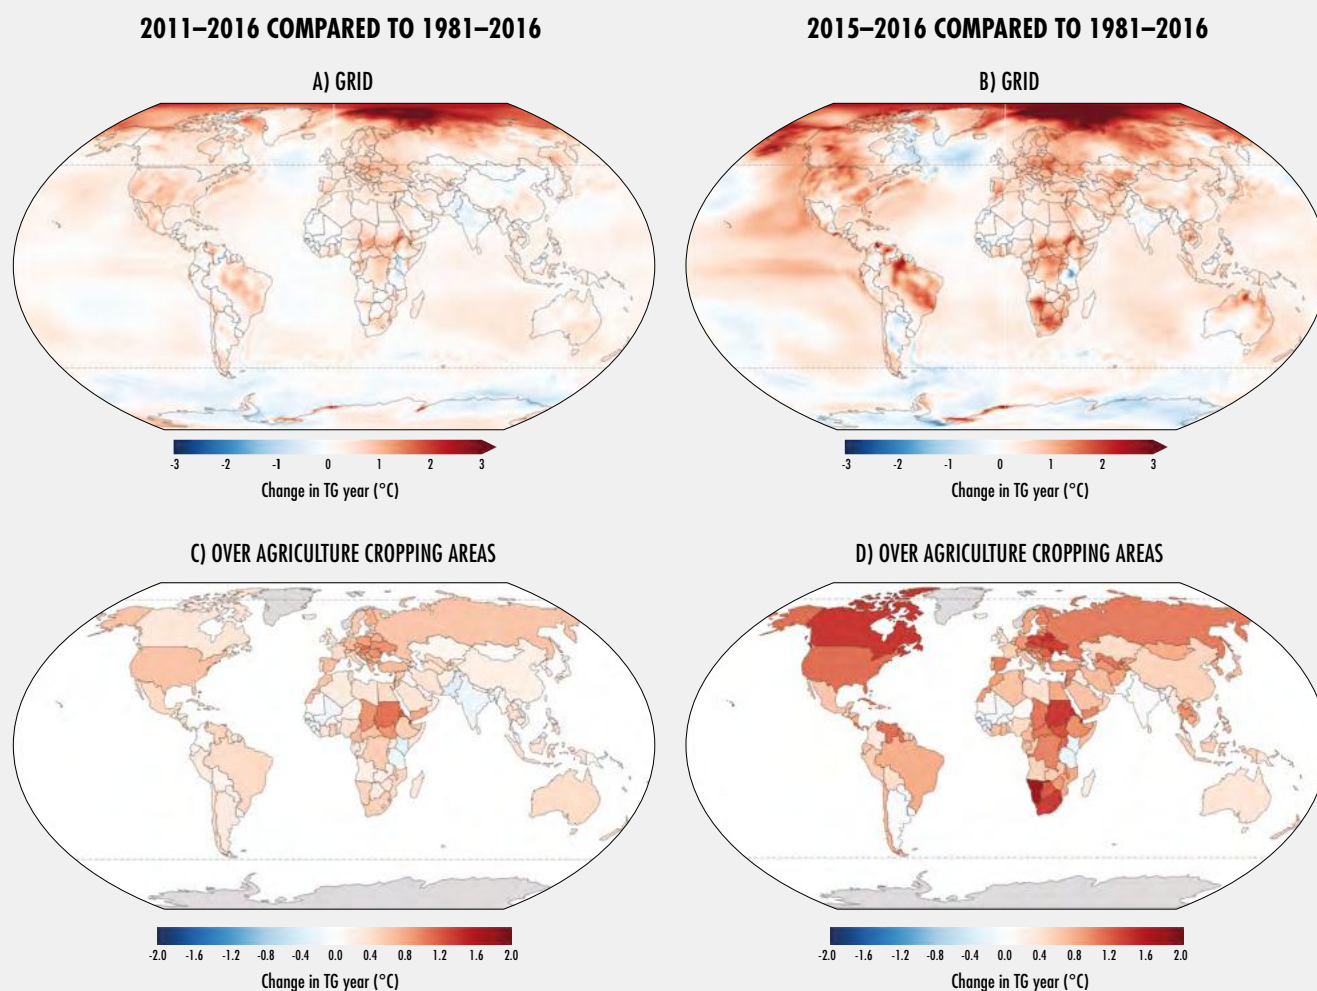 2011–2016 COMPARED TO 1981–2016
2015–2016 COMPARED TO 1981–2016
A) GRID
B) GRID
-3 -2 -1 0 1 2 3
Change in TG year (°C)
-3 -2 -1 0 1 2 3
Change in TG year (°C)
C) OVER AGRICULTURE CROPPING AREAS
D) OVER AGRICULTURE CROPPING AREAS
-2.0 -1.6 -1.2 -0.8 -0.4 0.0 0.4 0.8 1.2 1.6 2.0
Change in TG year (°C)
-2.0 -1.6 -1.2 -0.8 -0.4 0.0 0.4 0.8 1.2 1.6 2.0
Change in TG year (°C)